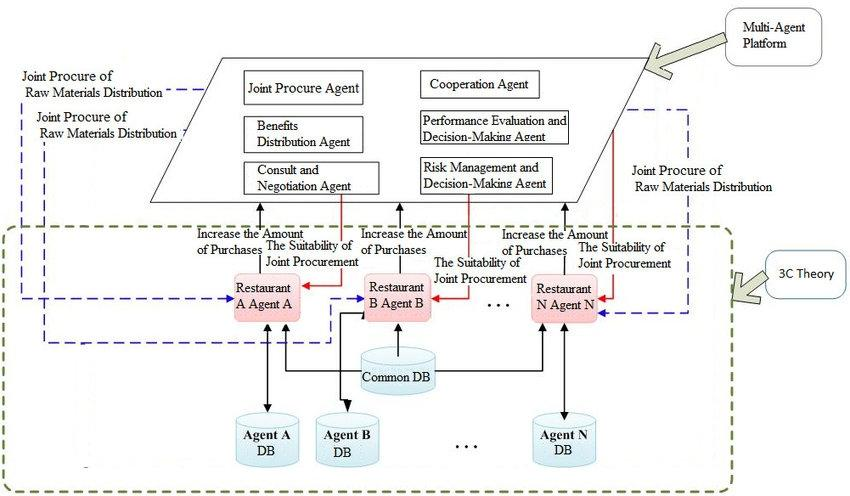 Multi-Agent
Platform
Joint Procure of
Raw Materials Distribution
Joint Procure of
Raw Materials Distribution
Joint Procure Agent
Cooperation Agent
Benefits
Distribution Agent
Performance Evaluation and
Decision-Making Agent
Consult and
Negotiation Agent
Risk Management and
Decision-Making Agent
Joint Procure of
Raw Materials Distribution
Increase the Amount
of Purchases
The Suitability of
Joint Procurement
Increase the Amount
of Purchases
The Suitability of
Joint Procurement
Increase the Amount
of Purchases
The Suitability of
Joint Procurement
3C Theory
Restaurant
A Agent A
Restaurant
B Agent B
...
Restaurant
N Agent N
Common DB
Agent A
DB
Agent B
DB
...
Agent N
DB